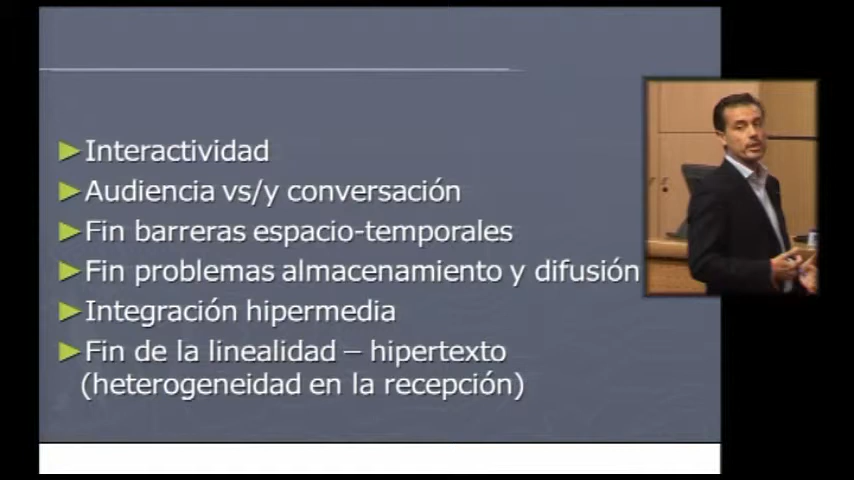 Interactividad
Audiencia vs/y conversación
Fin barreras espacio-temporales
Fin problemas almacenamiento y difusión
Integración hipermedia
Fin de la linealidad – hipertexto
(heterogeneidad en la recepción)